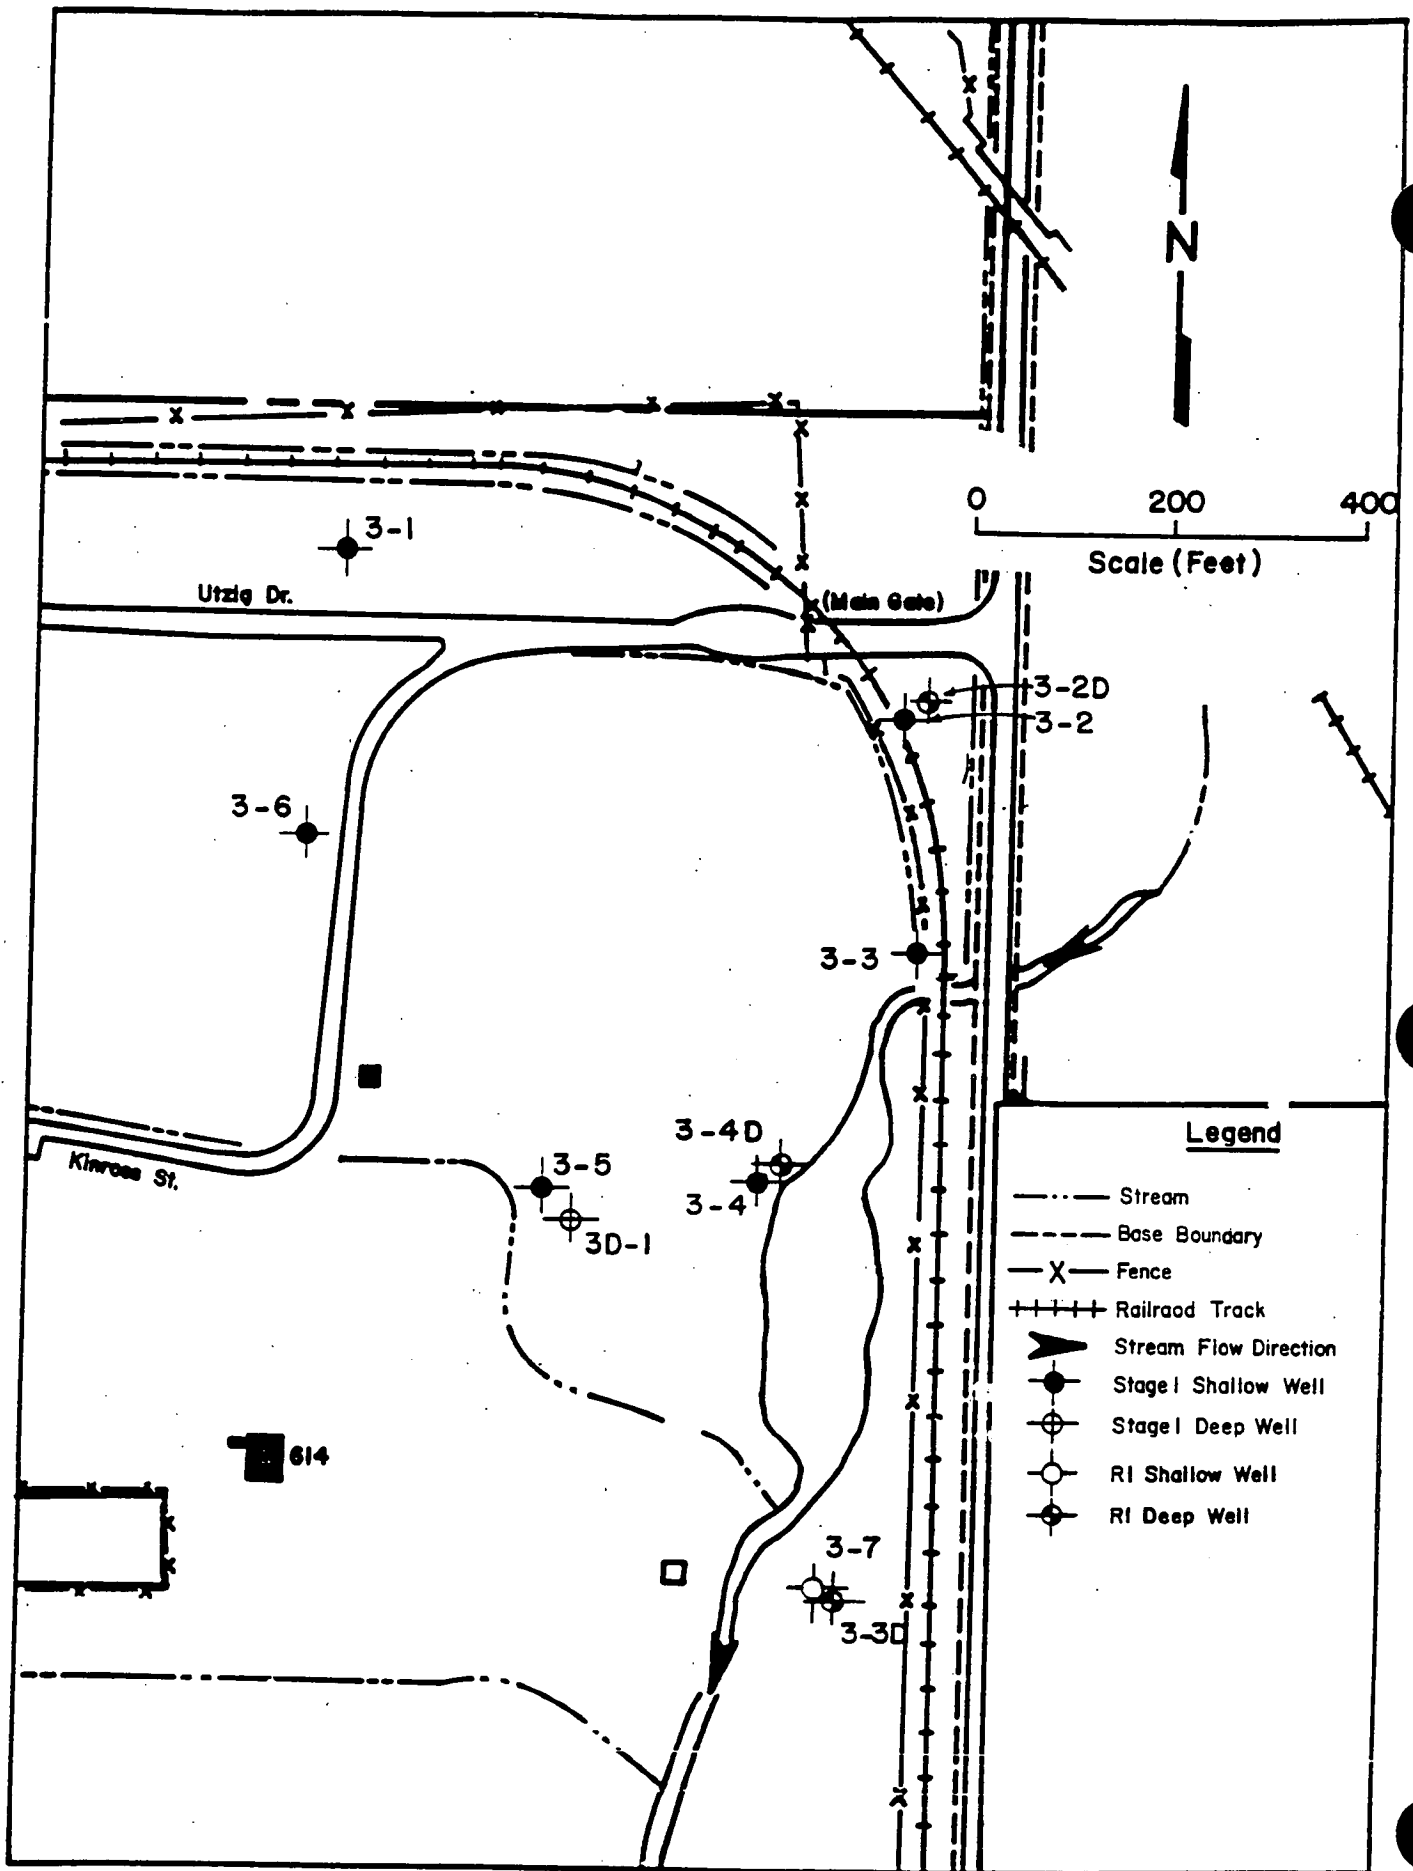 N
0 200 400
Scale (Feet)
3-1
Utzig Dr.
(Main Gate)
3-2D
3-2
3-6
3-3
Legend
3-4D
Kinross St.
3-5
3-4
3D-1
Stream
Base Boundary
Fence
Railraod Track
Stream Flow Direction
Stage 1 Shallow Well
Stage 1 Deep Well
RI Shallow Well
RI Deep Well
614
3-7
3-3D